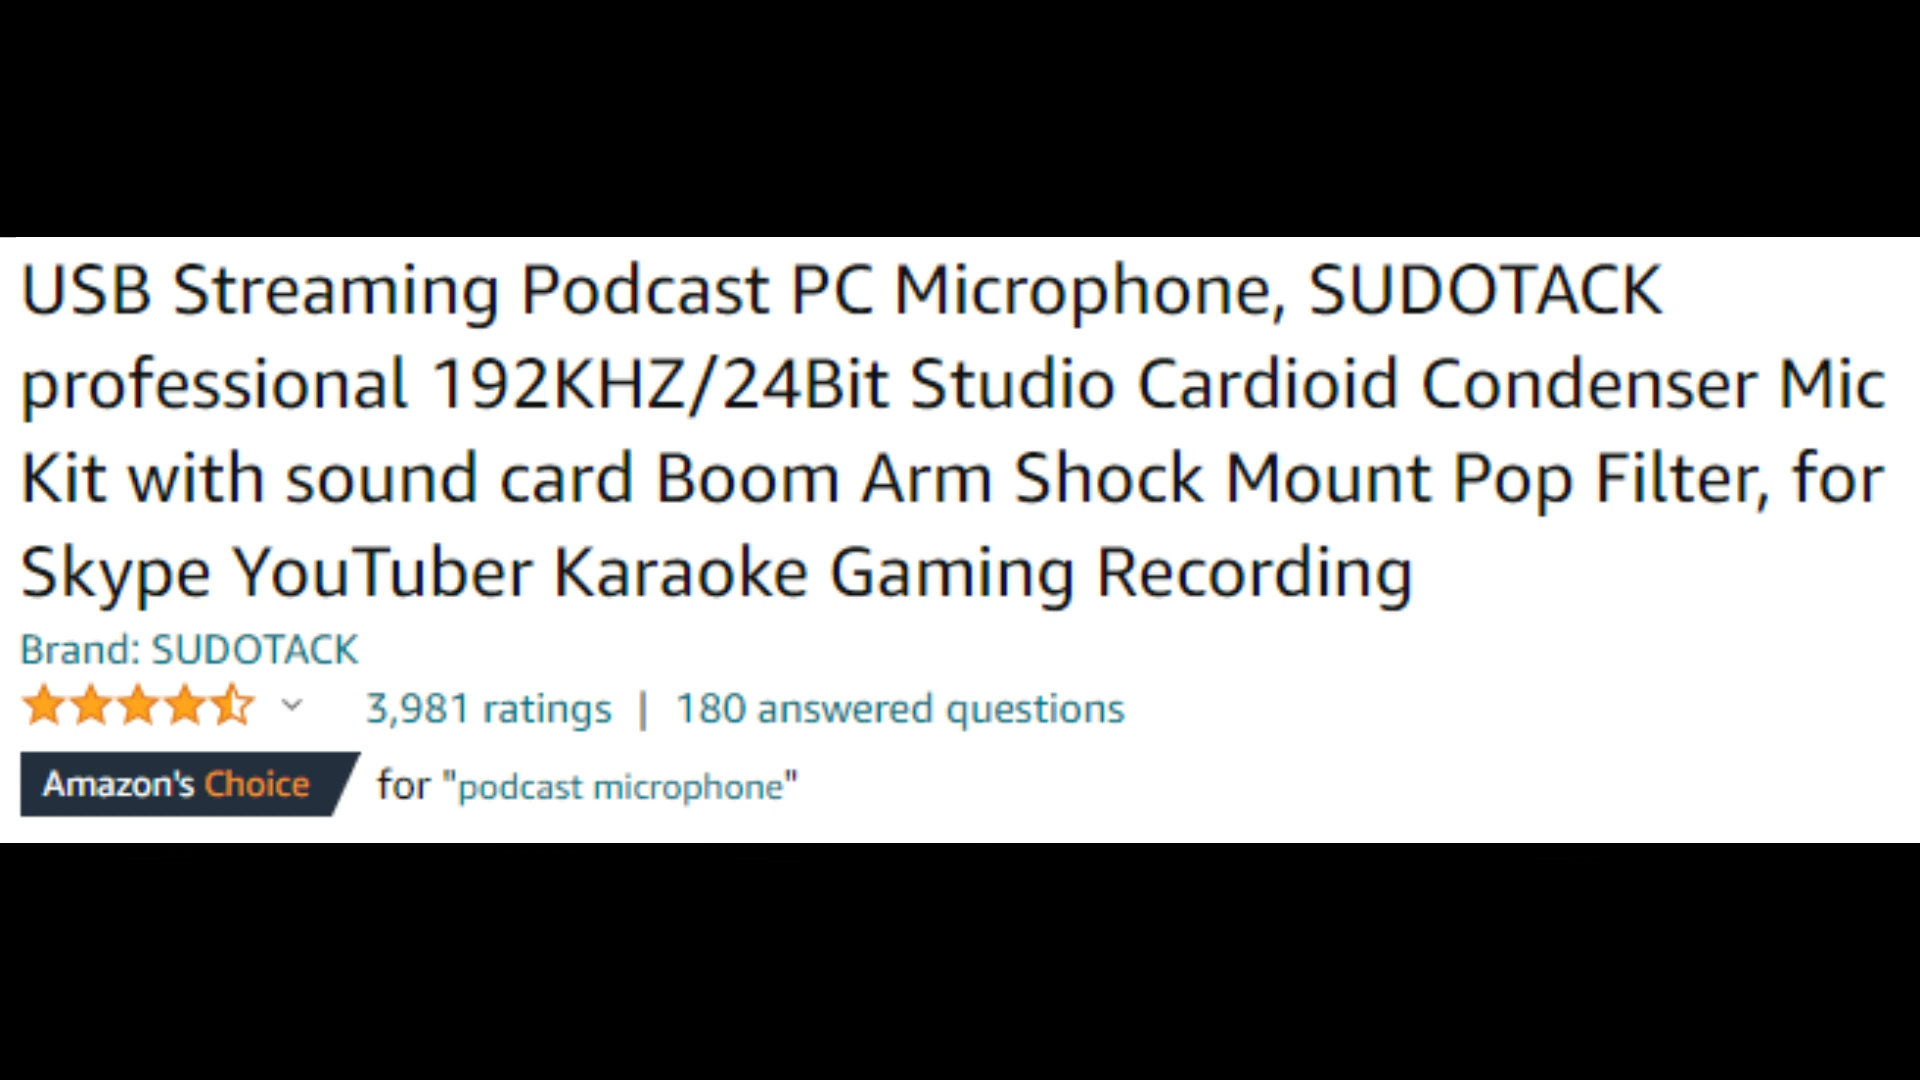 USB Streaming Podcast PC Microphone, SUDOTACK
professional 192KHZ/24Bit Studio Cardioid Condenser Mic
Kit with sound card Boom Arm Shock Mount Pop Filter, for
Skype YouTuber Karaoke Gaming Recording
Brand: SUDOTACK
3,981 ratings | 180 answered questions
Amazon's Choice for "podcast microphone"